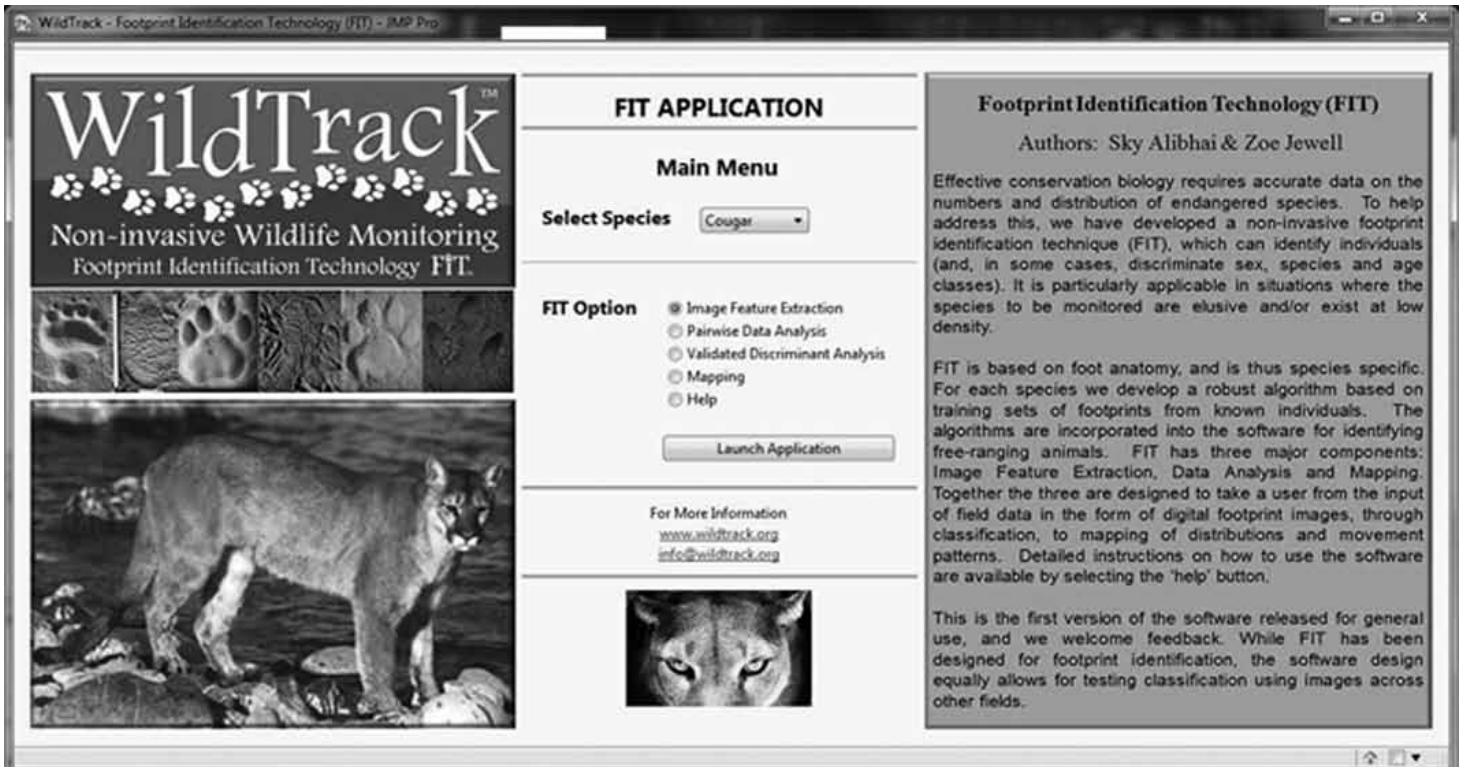 WildTrack - Footprint Identification Technology (FIT) - JMP Pro
WildTrack™
Non-invasive Wildlife Monitoring
Footprint Identification Technology FIT
FIT APPLICATION
Main Menu
Select Species Cougar
FIT Option
Image Feature Extraction
Pairwise Data Analysis
Validated Discriminant Analysis
Mapping
Help
Launch Application
For More Information
www.wildtrack.org
info@wildtrack.org
Footprint Identification Technology (FIT)
Authors: Sky Alibhai & Zoe Jewell
Effective conservation biology requires accurate data on the
numbers and distribution of endangered species. To help
address this, we have developed a non-invasive footprint
identification technique (FIT), which can identify individuals
(and, in some cases, discriminate sex, species and age
classes). It is particularly applicable in situations where the
species to be monitored are elusive and/or exist at low
density.
FIT is based on foot anatomy, and is thus species specific.
For each species we develop a robust algorithm based on
training sets of footprints from known individuals. The
algorithms are incorporated into the software for identifying
free-ranging animals. FIT has three major components:
Image Feature Extraction, Data Analysis and Mapping.
Together the three are designed to take a user from the input
of field data in the form of digital footprint images, through
classification, to mapping of distributions and movement
patterns. Detailed instructions on how to use the software
are available by selecting the 'help' button.
This is the first version of the software released for general
use, and we welcome feedback. While FIT has been
designed for footprint identification, the software design
equally allows for testing classification using images across
other fields.